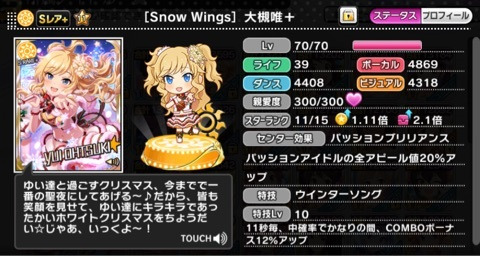 Sレア+
[Snow Wings] 大槻唯＋
ステータス
プロフィール
YUI OHTSUKI
Lv 70/70
ライフ 39 ボーカル 4869
ダンス 4408 ビジュアル 4318
親愛度 300/300
スターランク 11/15 1.11倍 2.1倍
センター効果 パッションブリリアンス
パッションアイドルの全アピール値20%アップ
特技 ウインターソング
特技Lv 10
11秒毎、中確率でかなりの間、COMBOボーナス12%アップ
ゆい達と過ごすクリスマス、今までで一
番の聖夜にしてあげる～♪だから、皆も
笑顔を見せて、ゆい達にキラキラであっ
たかいホワイトクリスマスをちょうだ
い☆じゃあ、いっくよ～！
TOUCH